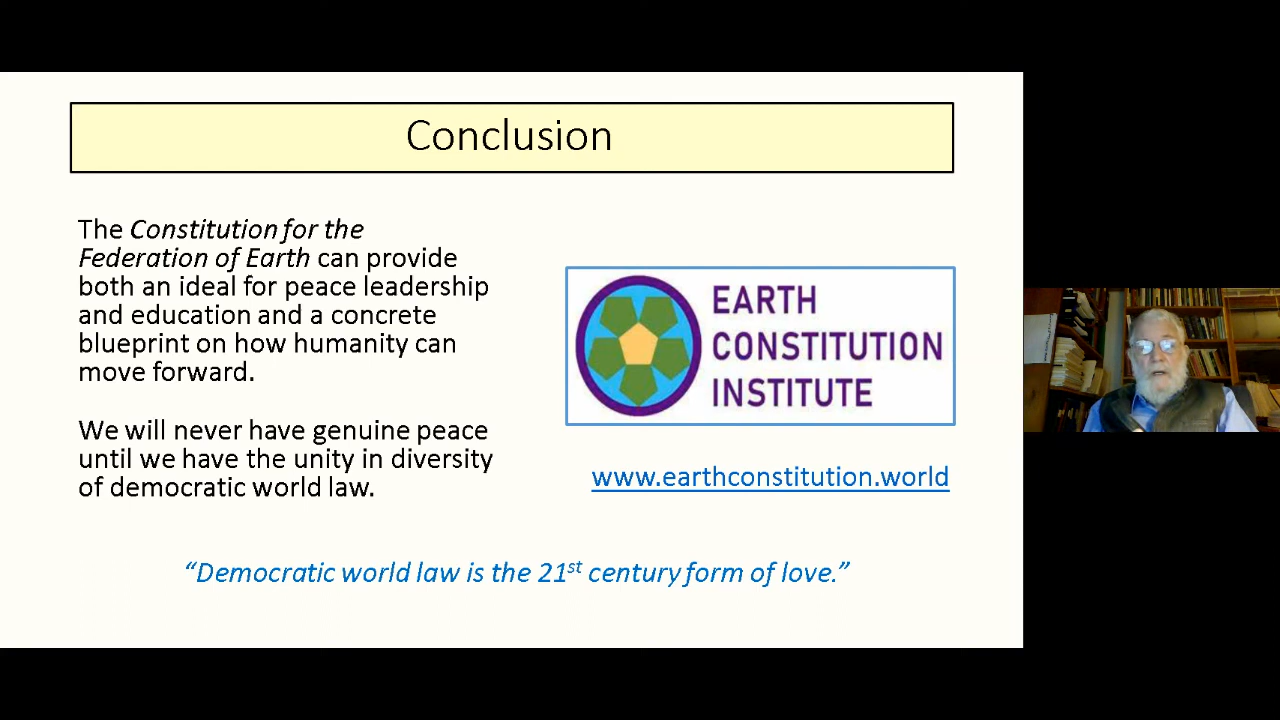 Conclusion
The Constitution for the
Federation of Earth can provide
both an ideal for peace leadership
and education and a concrete
blueprint on how humanity can
move forward.
We will never have genuine peace
until we have the unity in diversity
of democratic world law.
EARTH
CONSTITUTION
INSTITUTE
www.earthconstitution.world
“Democratic world law is the 21st century form of love.”